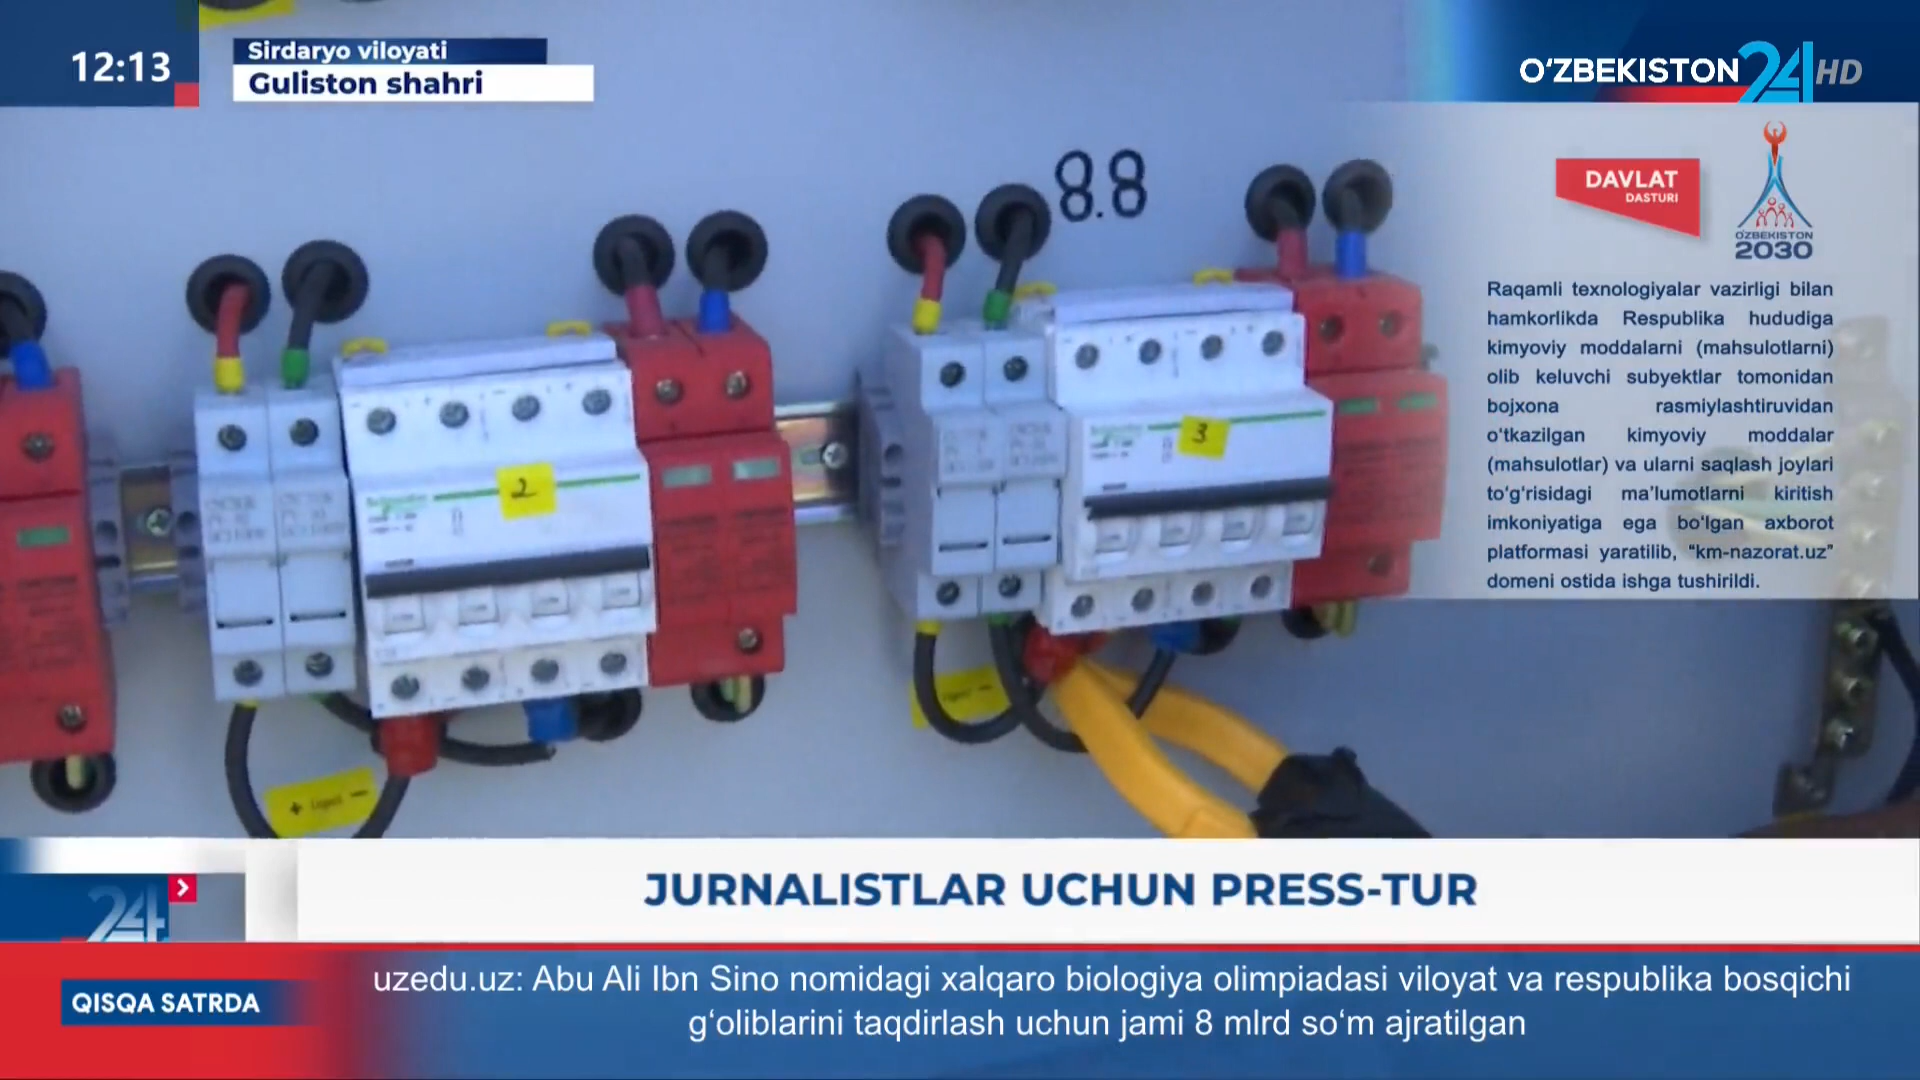 12:13
Sirdaryo viloyati
Guliston shahri
O‘ZBEKISTON 24 HD
8.8
DAVLAT
DASTURI
O‘ZBEKISTON
2030
Raqamli texnologiyalar vazirligi bilan
hamkorlikda Respublika hududiga
kimyoviy moddalarni (mahsulotlarni)
olib keluvchi subyektlar tomonidan
bojxona rasmiylashtiruvidan
o‘tkazilgan kimyoviy moddalar
(mahsulotlar) va ularni saqlash joylari
to‘g‘risidagi ma’lumotlarni kiritish
imkoniyatiga ega bo‘lgan axborot
platformasi yaratilib, “km-nazorat.uz”
domeni ostida ishga tushirildi.
3
2
+ −
24
JURNALISTLAR UCHUN PRESS-TUR
QISQA SATRDA
uzedu.uz: Abu Ali Ibn Sino nomidagi xalqaro biologiya olimpiadasi viloyat va respublika bosqichi
g‘oliblarini taqdirlash uchun jami 8 mlrd so‘m ajratilgan